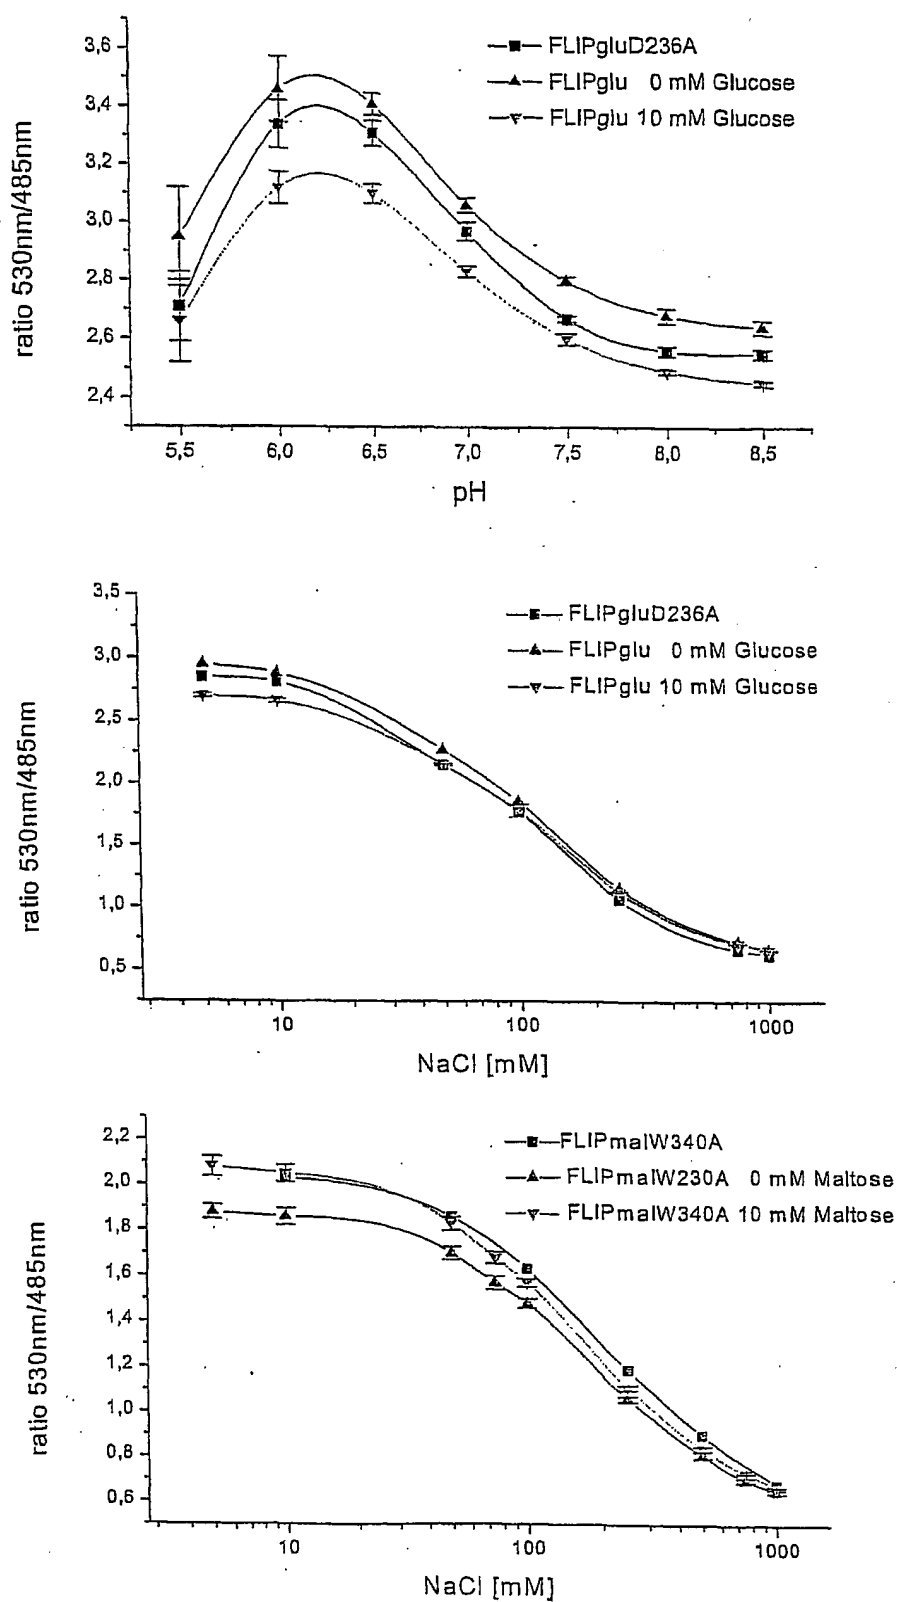 ratio 530nm/485nm
3,6
3,4
3,2
3,0
2,8
2,6
2,4
FLIPgluD236A
FLIPglu 0 mM Glucose
FLIPglu 10 mM Glucose
5,5 6,0 6,5 7,0 7,5 8,0 8,5
pH
ratio 530nm/485nm
3,5
3,0
2,5
2,0
1,5
1,0
0,5
FLIPgluD236A
FLIPglu 0 mM Glucose
FLIPglu 10 mM Glucose
10 100 1000
NaCl [mM]
ratio 530nm/485nm
2,2
2,0
1,8
1,6
1,4
1,2
1,0
0,8
0,6
FLIPmalW340A
FLIPmalW230A 0 mM Maltose
FLIPmalW340A 10 mM Maltose
10 100 1000
NaCl [mM]